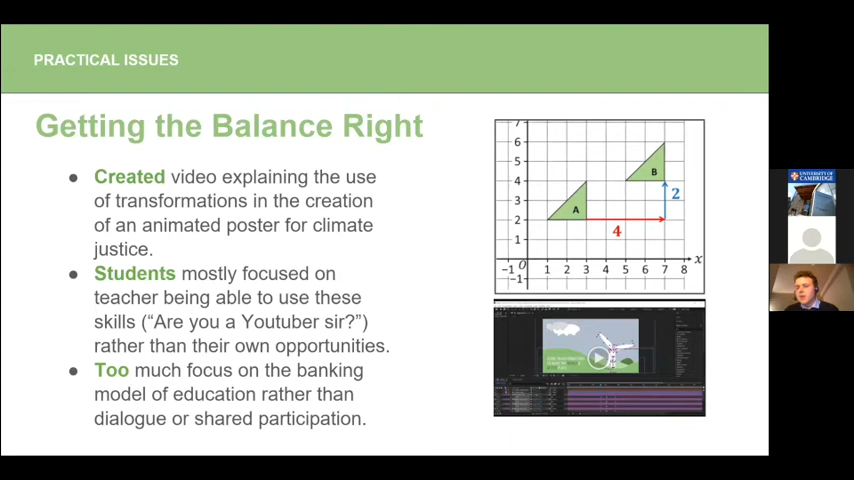 PRACTICAL ISSUES
Getting the Balance Right
● Created video explaining the use
of transformations in the creation
of an animated poster for climate
justice.
● Students mostly focused on
teacher being able to use these
skills (“Are you a Youtuber sir?”)
rather than their own opportunities.
● Too much focus on the banking
model of education rather than
dialogue or shared participation.
7
6
5
4
3
2
1
-1
A
B
2
4
x
-1 O 1 2 3 4 5 6 7 8
UNIVERSITY OF
CAMBRIDGE